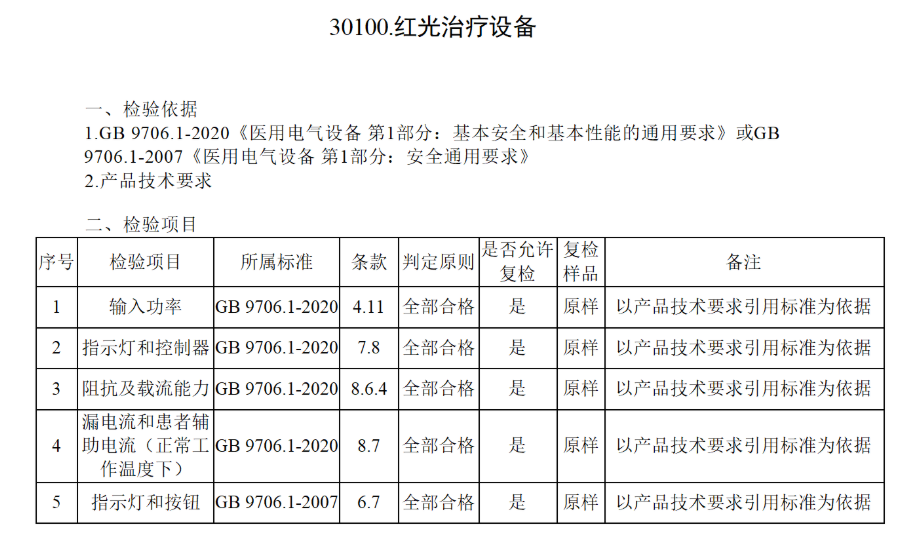 30100.红光治疗设备
一、检验依据
1.GB 9706.1-2020《医用电气设备 第1部分：基本安全和基本性能的通用要求》或GB
9706.1-2007《医用电气设备 第1部分：安全通用要求》
2.产品技术要求
二、检验项目
序号 检验项目 所属标准 条款 判定原则 是否允许复检 复检样品 备注
1 输入功率 GB 9706.1-2020 4.11 全部合格 是 原样 以产品技术要求引用标准为依据
2 指示灯和控制器 GB 9706.1-2020 7.8 全部合格 是 原样 以产品技术要求引用标准为依据
3 阻抗及载流能力 GB 9706.1-2020 8.6.4 全部合格 是 原样 以产品技术要求引用标准为依据
4 漏电流和患者辅助电流（正常工作温度下） GB 9706.1-2020 8.7 全部合格 是 原样 以产品技术要求引用标准为依据
5 指示灯和按钮 GB 9706.1-2007 6.7 全部合格 是 原样 以产品技术要求引用标准为依据